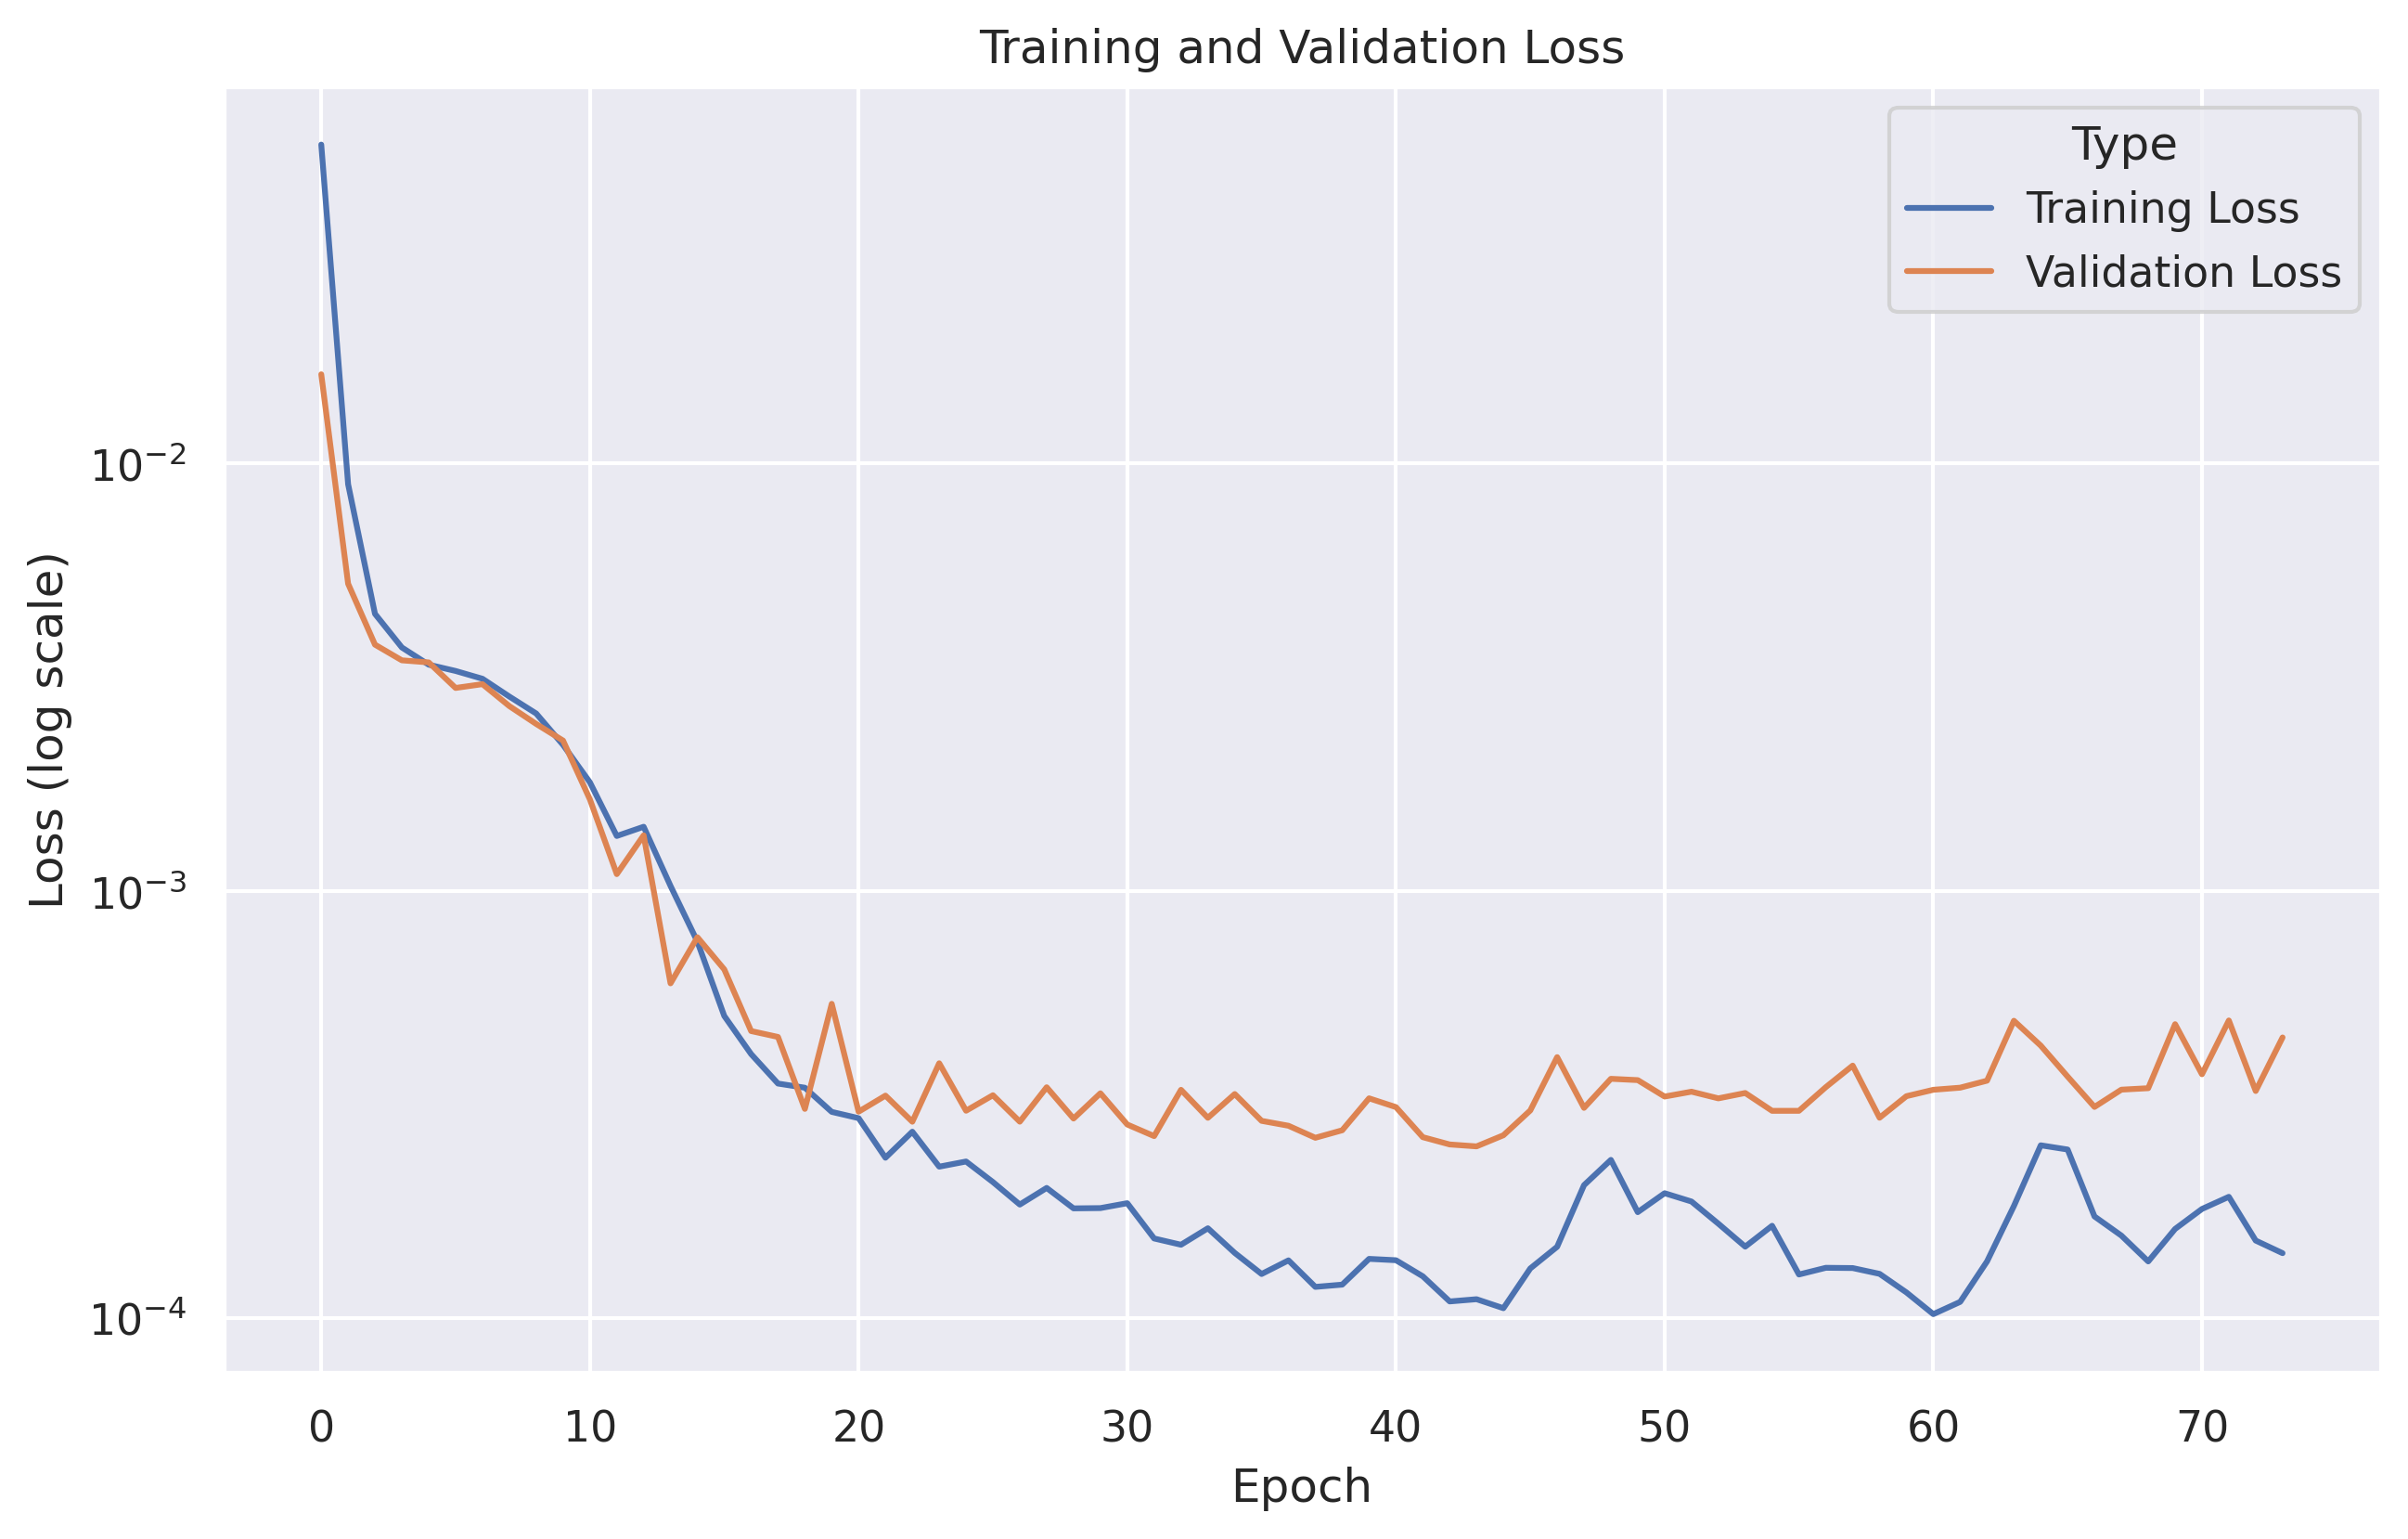 Training and Validation Loss
Type
Training Loss
Validation Loss
Loss (log scale)
10⁻²
10⁻³
10⁻⁴
0 10 20 30 40 50 60 70
Epoch